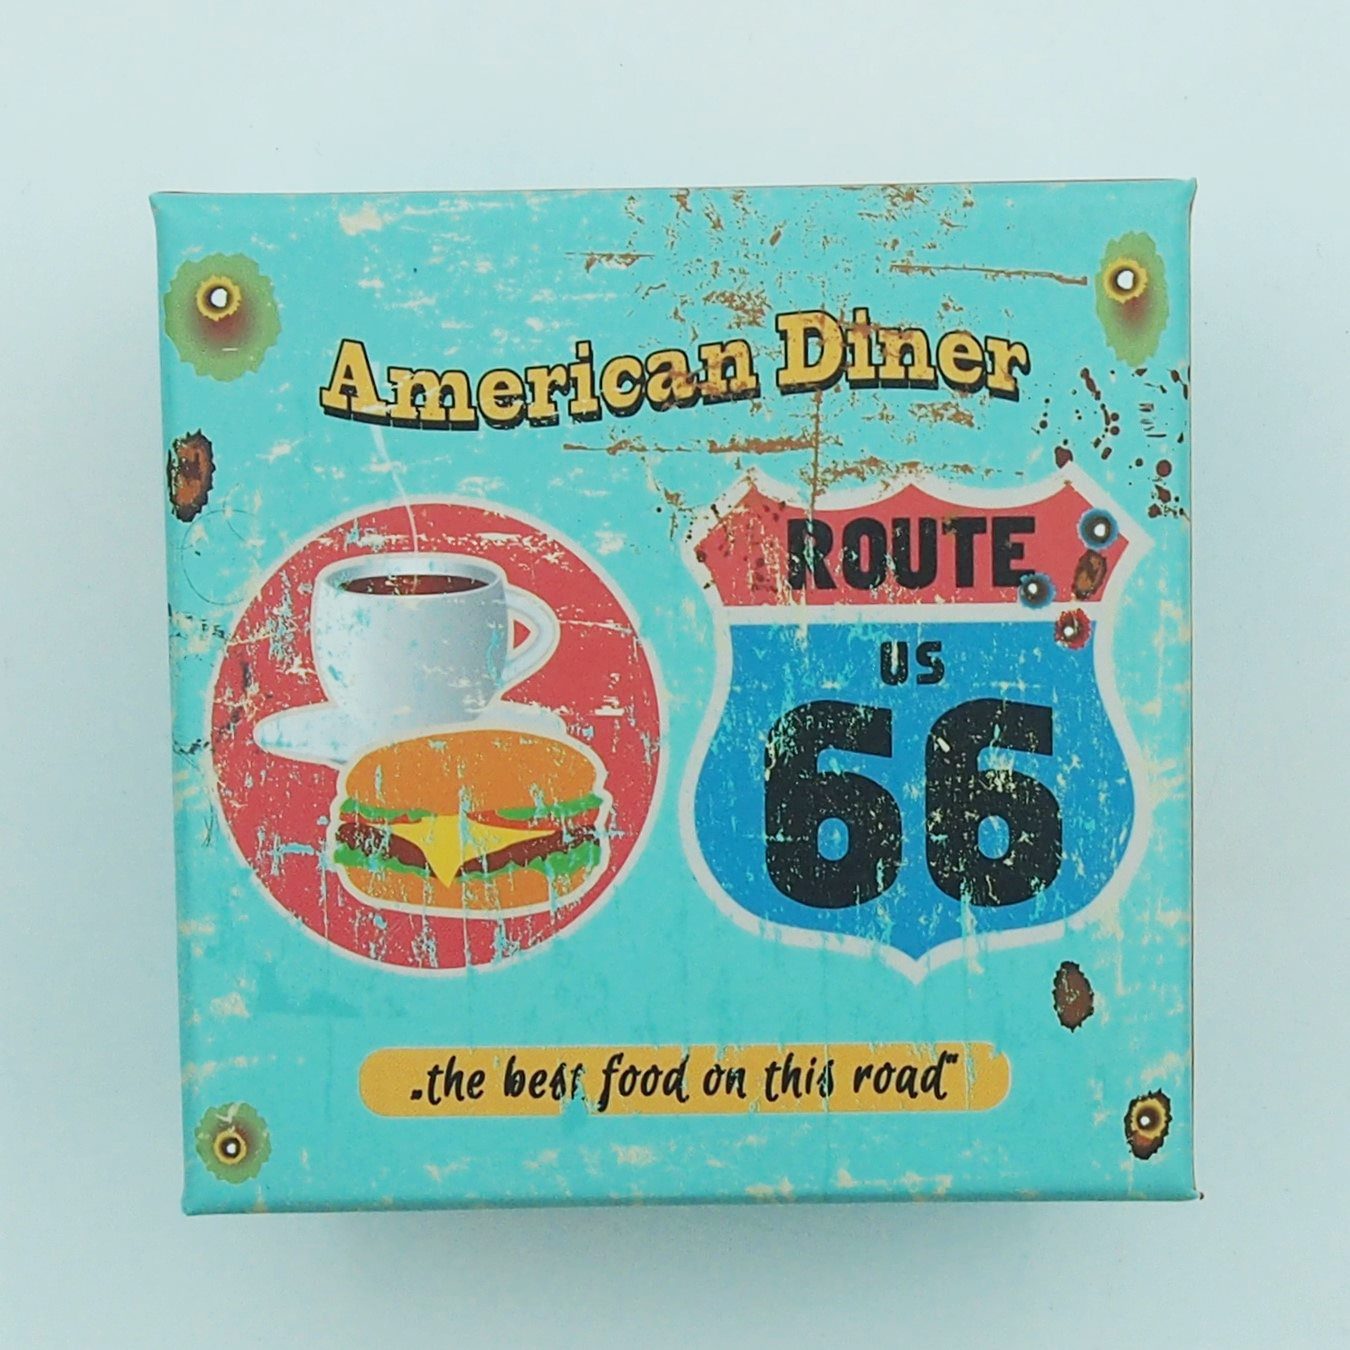 American Diner
ROUTE
US
66
„the best food on this road"